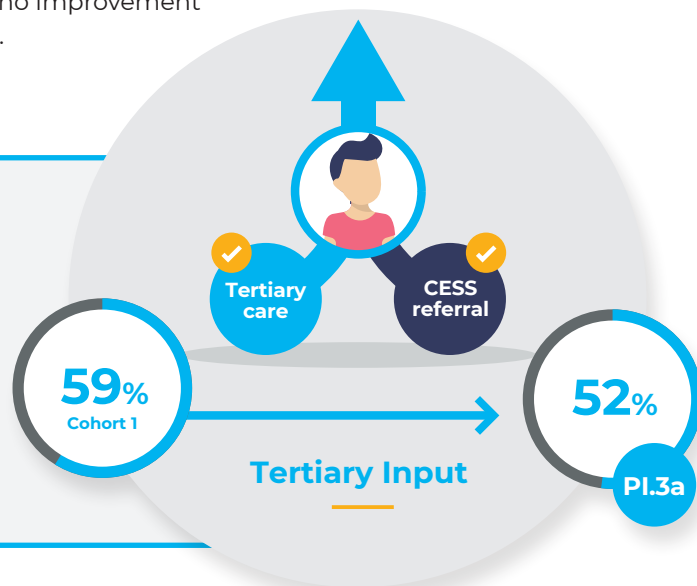 no improvement
.
Tertiary
care
CESS
referral
59%
Cohort 1
52%
PI.3a
Tertiary Input